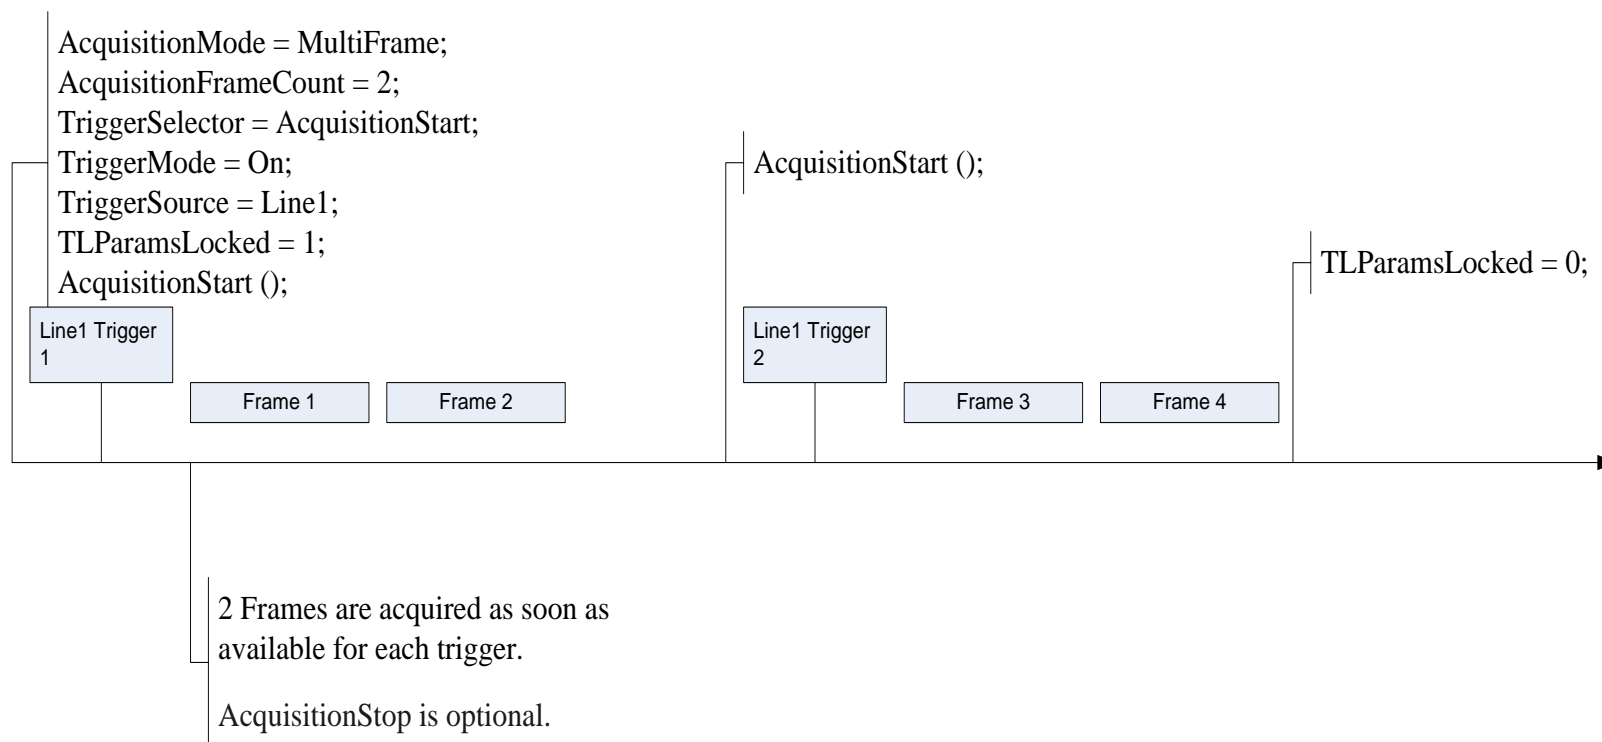 AcquisitionMode = MultiFrame;
AcquisitionFrameCount = 2;
TriggerSelector = AcquisitionStart;
TriggerMode = On;
TriggerSource = Line1;
TLParamsLocked = 1;
AcquisitionStart ();
AcquisitionStart ();
TLParamsLocked = 0;
Line1 Trigger
1
Line1 Trigger
2
Frame 1
Frame 2
Frame 3
Frame 4
2 Frames are acquired as soon as
available for each trigger.
AcquisitionStop is optional.